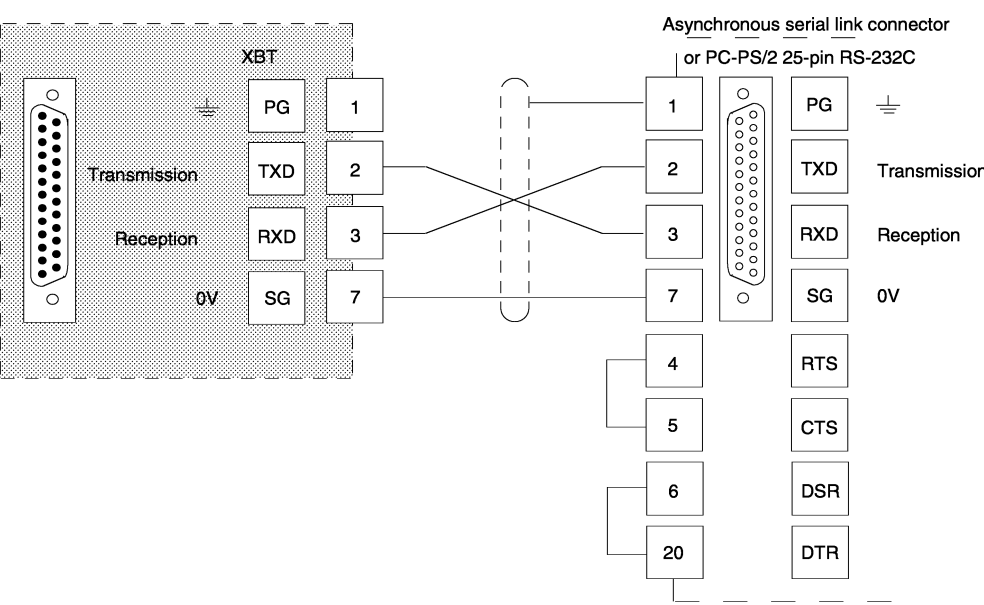 Asynchronous serial link connector
or PC-PS/2 25-pin RS-232C
XBT
PG 1
Transmission TXD 2
Reception RXD 3
0V SG 7
1 PG
2 TXD Transmission
3 RXD Reception
7 SG 0V
4 RTS
5 CTS
6 DSR
20 DTR